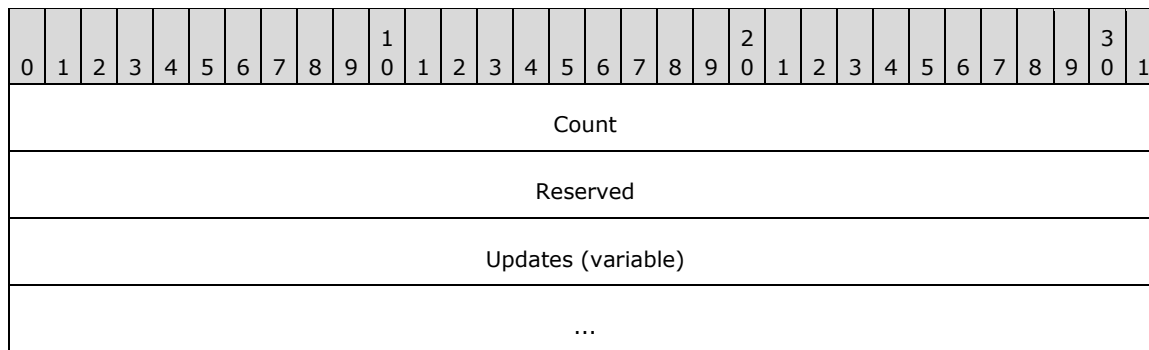 1 2 3
0 1 2 3 4 5 6 7 8 9 0 1 2 3 4 5 6 7 8 9 0 1 2 3 4 5 6 7 8 9 0 1
Count
Reserved
Updates (variable)
...